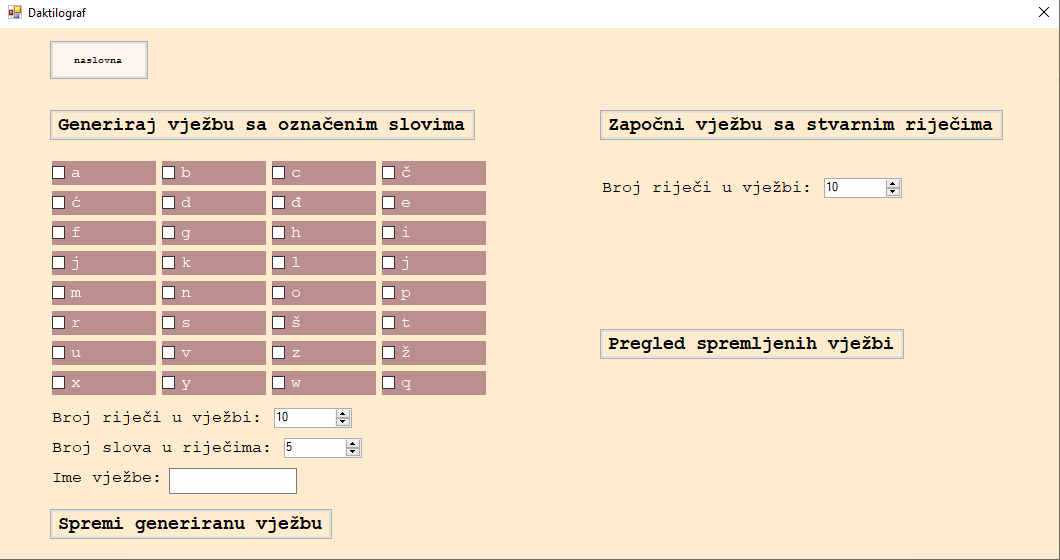 Daktilograf
naslovna
Generiraj vježbu sa označenim slovima
a b c č
ć d đ e
f g h i
j k l j
m n o p
r s š t
u v z ž
x y w q
Broj riječi u vježbi: 10
Broj slova u riječima: 5
Ime vježbe:
Spremi generiranu vježbu
Započni vježbu sa stvarnim riječima
Broj riječi u vježbi: 10
Pregled spremljenih vježbi